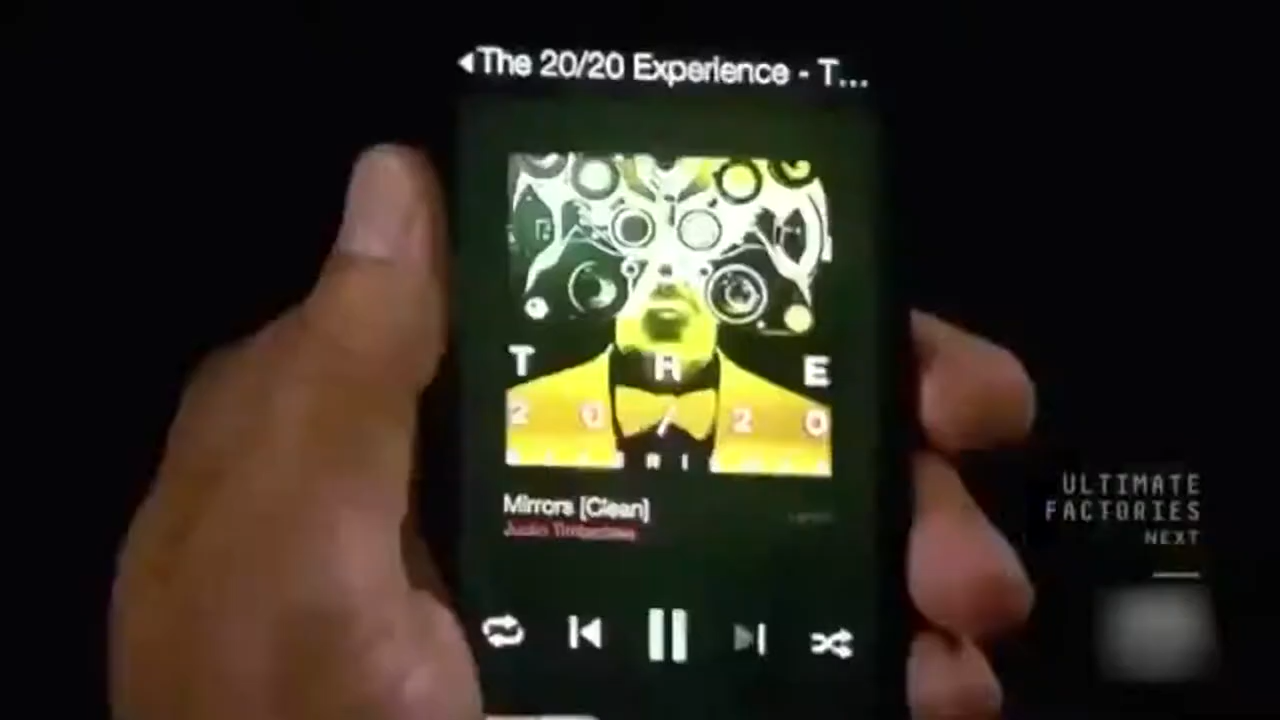 The 20/20 Experience - T...
T H E
2 0 / 2 0
Mirrors [Clean]
Justin Timberlake
ULTIMATE
FACTORIES
NEXT